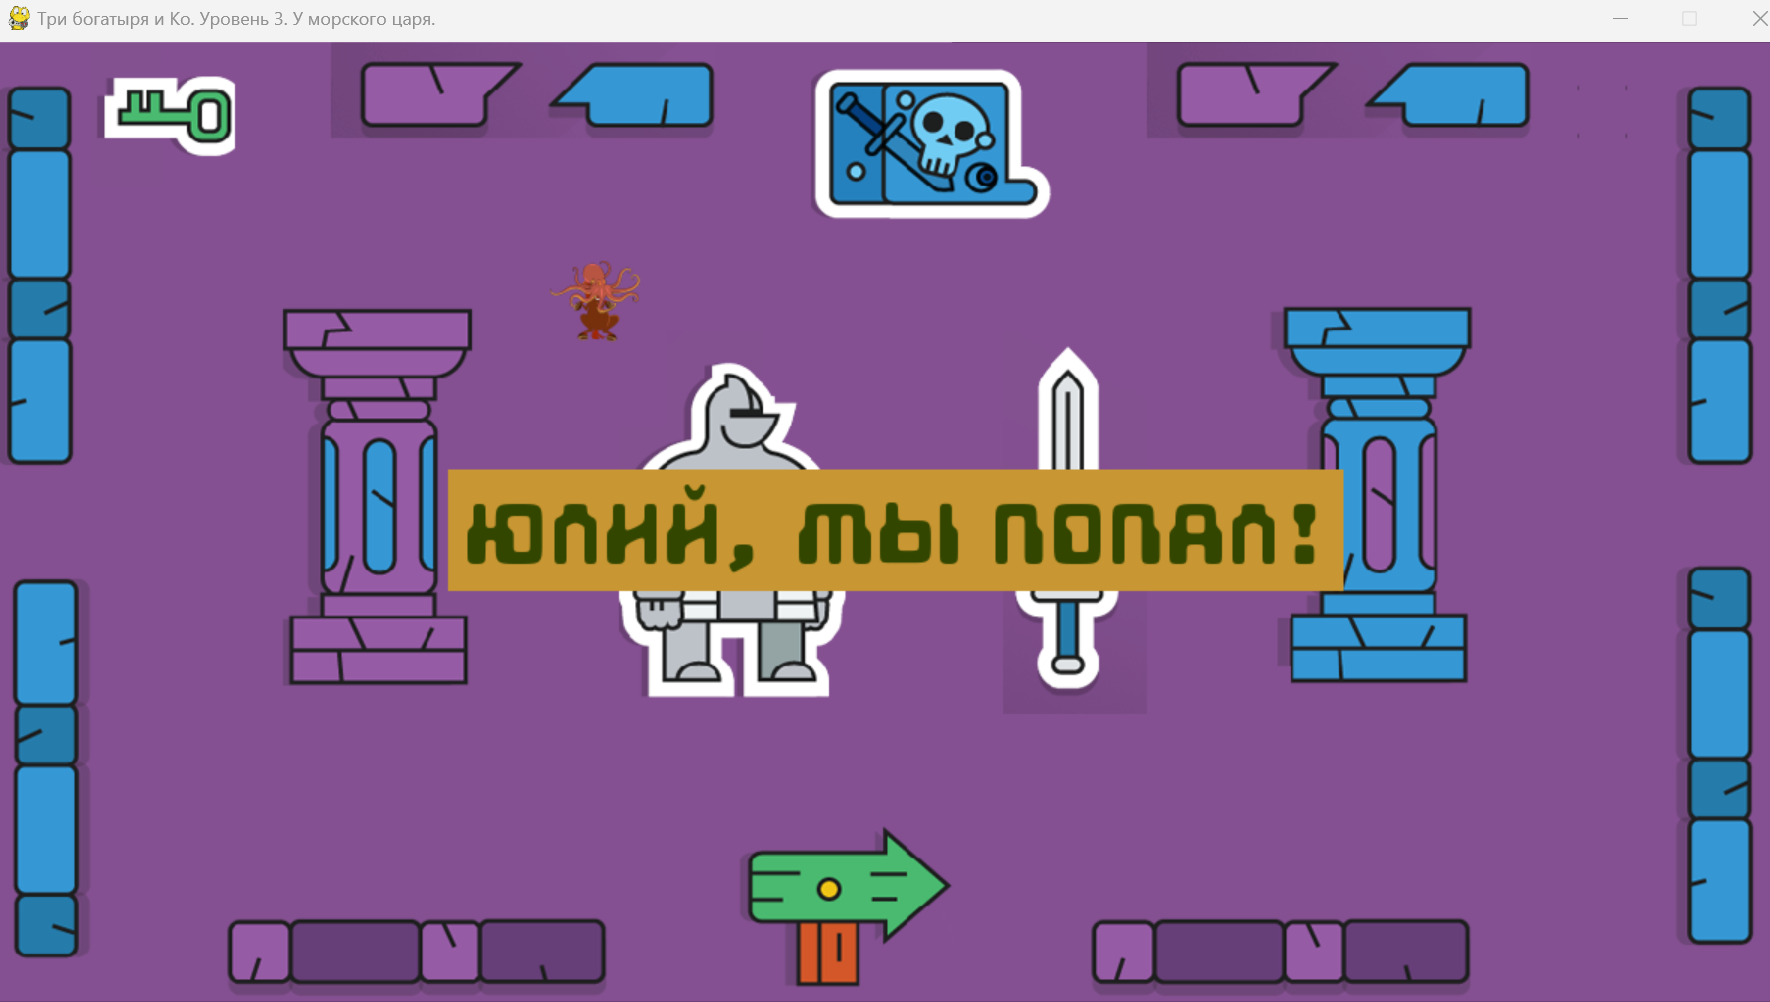 Три богатыря и Ко. Уровень 3. У морского царя.
ЮЛИЙ, ТЫ ПОПАЛ!